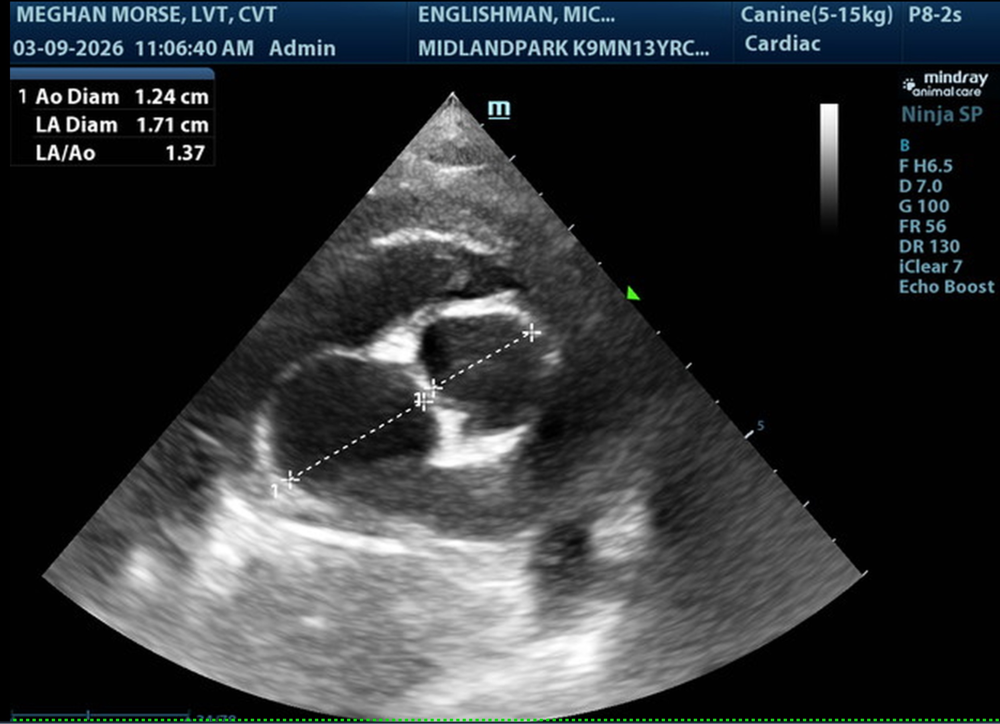 MEGHAN MORSE, LVT, CVT
03-09-2026 11:06:40 AM Admin
ENGLISHMAN, MIC...
MIDLANDPARK K9MN13YRC...
Canine(5-15kg) P8-2s
Cardiac
1 Ao Diam 1.24 cm
LA Diam 1.71 cm
LA/Ao 1.37
m
mindray
animal care
Ninja SP
B
F H6.5
D 7.0
G 100
FR 56
DR 130
iClear 7
Echo Boost
1
5
1